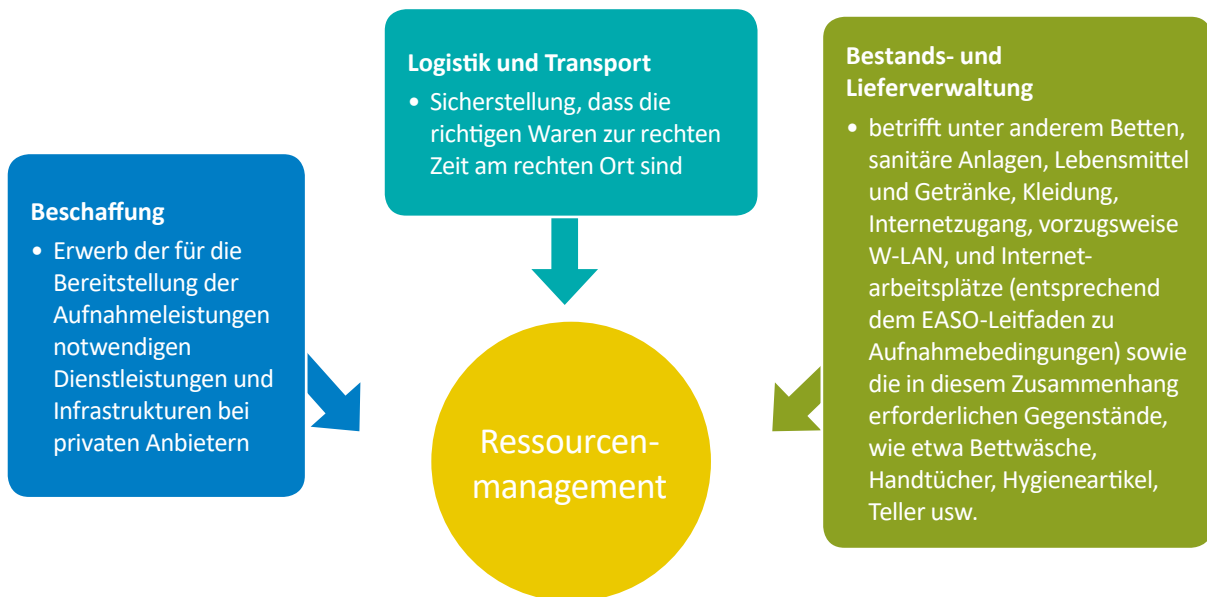 Logistik und Transport
• Sicherstellung, dass die
richtigen Waren zur rechten
Zeit am rechten Ort sind
Bestands- und
Lieferverwaltung
• betrifft unter anderem Betten,
sanitäre Anlagen, Lebensmittel
und Getränke, Kleidung,
Internetzugang, vorzugsweise
W-LAN, und Internet-
arbeitsplätze (entsprechend
dem EASO-Leitfaden zu
Aufnahmebedingungen) sowie
die in diesem Zusammenhang
erforderlichen Gegenstände,
wie etwa Bettwäsche,
Handtücher, Hygieneartikel,
Teller usw.
Beschaffung
• Erwerb der für die
Bereitstellung der
Aufnahmeleistungen
notwendigen
Dienstleistungen und
Infrastrukturen bei
privaten Anbietern
Ressourcen-
management